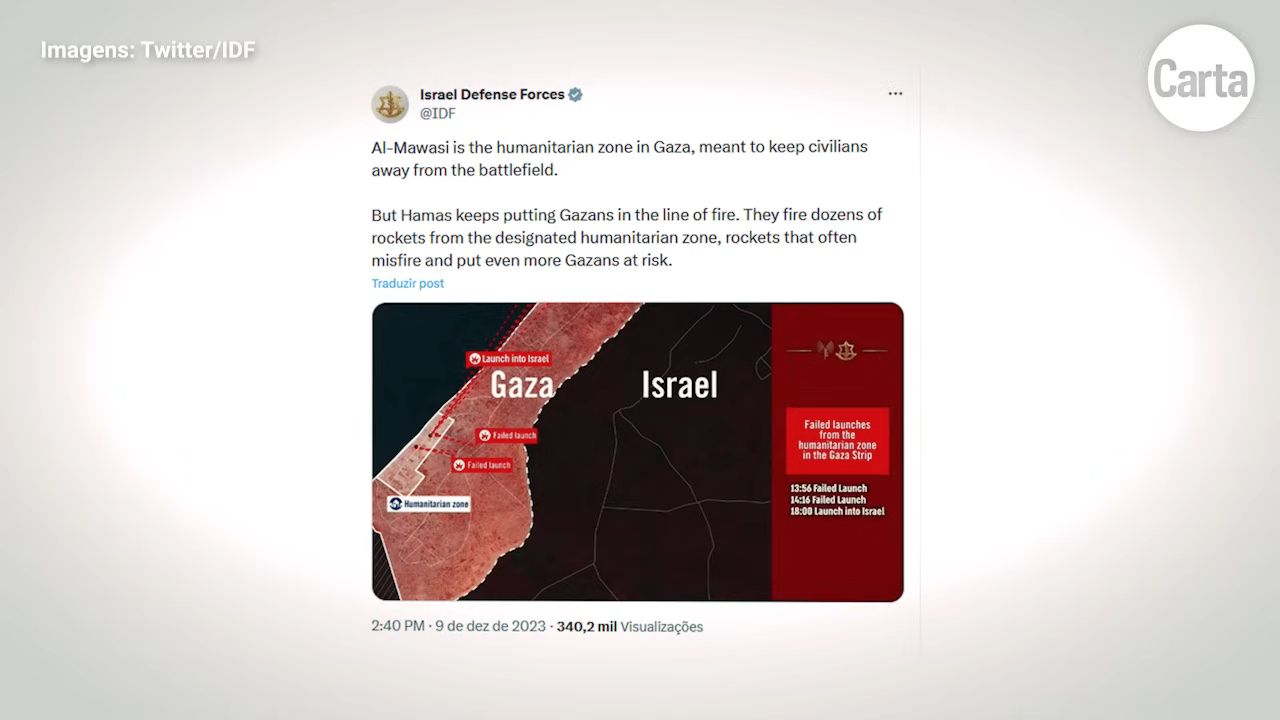 Imagens: Twitter/IDF
Carta
Israel Defense Forces
@IDF
Al-Mawasi is the humanitarian zone in Gaza, meant to keep civilians
away from the battlefield.
But Hamas keeps putting Gazans in the line of fire. They fire dozens of
rockets from the designated humanitarian zone, rockets that often
misfire and put even more Gazans at risk.
Traduzir post
Launch into Israel
Gaza
Israel
Failed launch
Failed launch
Humanitarian zone
Failed launches
from the
humanitarian zone
in the Gaza Strip
13:56 Failed Launch
14:16 Failed Launch
18:00 Launch into Israel
2:40 PM · 9 de dez de 2023 · 340,2 mil Visualizações